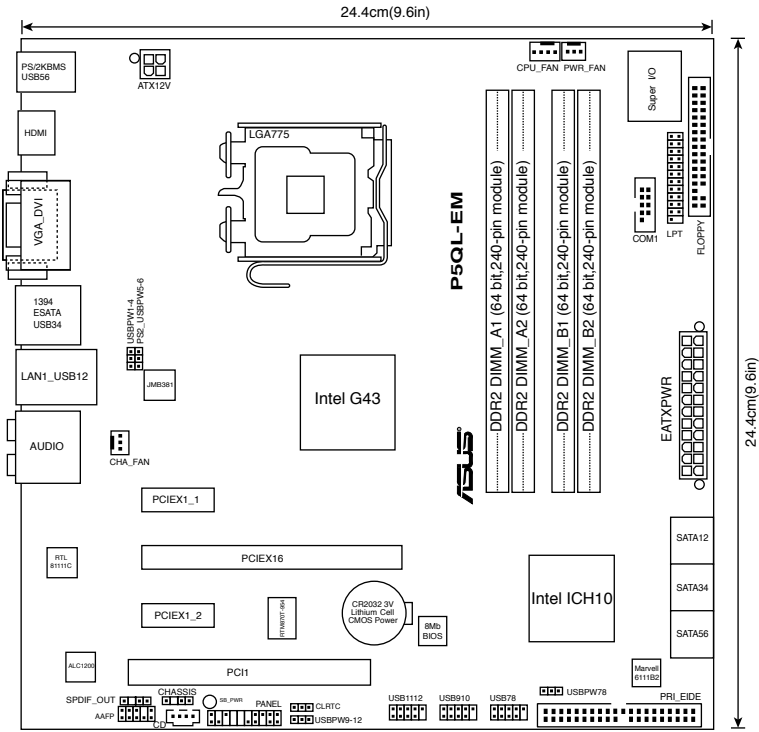 24.4cm(9.6in)
PS/2KBMS
USB56
ATX12V
CPU_FAN PWR_FAN
Super I/O
HDMI
LGA775
VGA_DVI
P5QL-EM
DDR2 DIMM_A1 (64 bit,240-pin module)
DDR2 DIMM_A2 (64 bit,240-pin module)
DDR2 DIMM_B1 (64 bit,240-pin module)
DDR2 DIMM_B2 (64 bit,240-pin module)
COM1
LPT
FLOPPY
1394
ESATA
USB34
USBPW1-4
PS2_USBPW5-6
LAN1_USB12
JMB381
Intel G43
EATXPWR
24.4cm(9.6in)
AUDIO
CHA_FAN
ASUS
PCIEX1_1
SATA12
RTL
8111C
PCIEX16
SATA34
Intel ICH10
PCIEX1_2
RTM870T-954
CR2032 3V
Lithium Cell
CMOS Power
8Mb
BIOS
SATA56
ALC1200
PCI1
Marvell
6111B2
SPDIF_OUT
CHASSIS
SB_PWR
PANEL
CLRTC
USB1112
USB910
USB78
USBPW78
PRI_EIDE
AAFP
CD
USBPW9-12